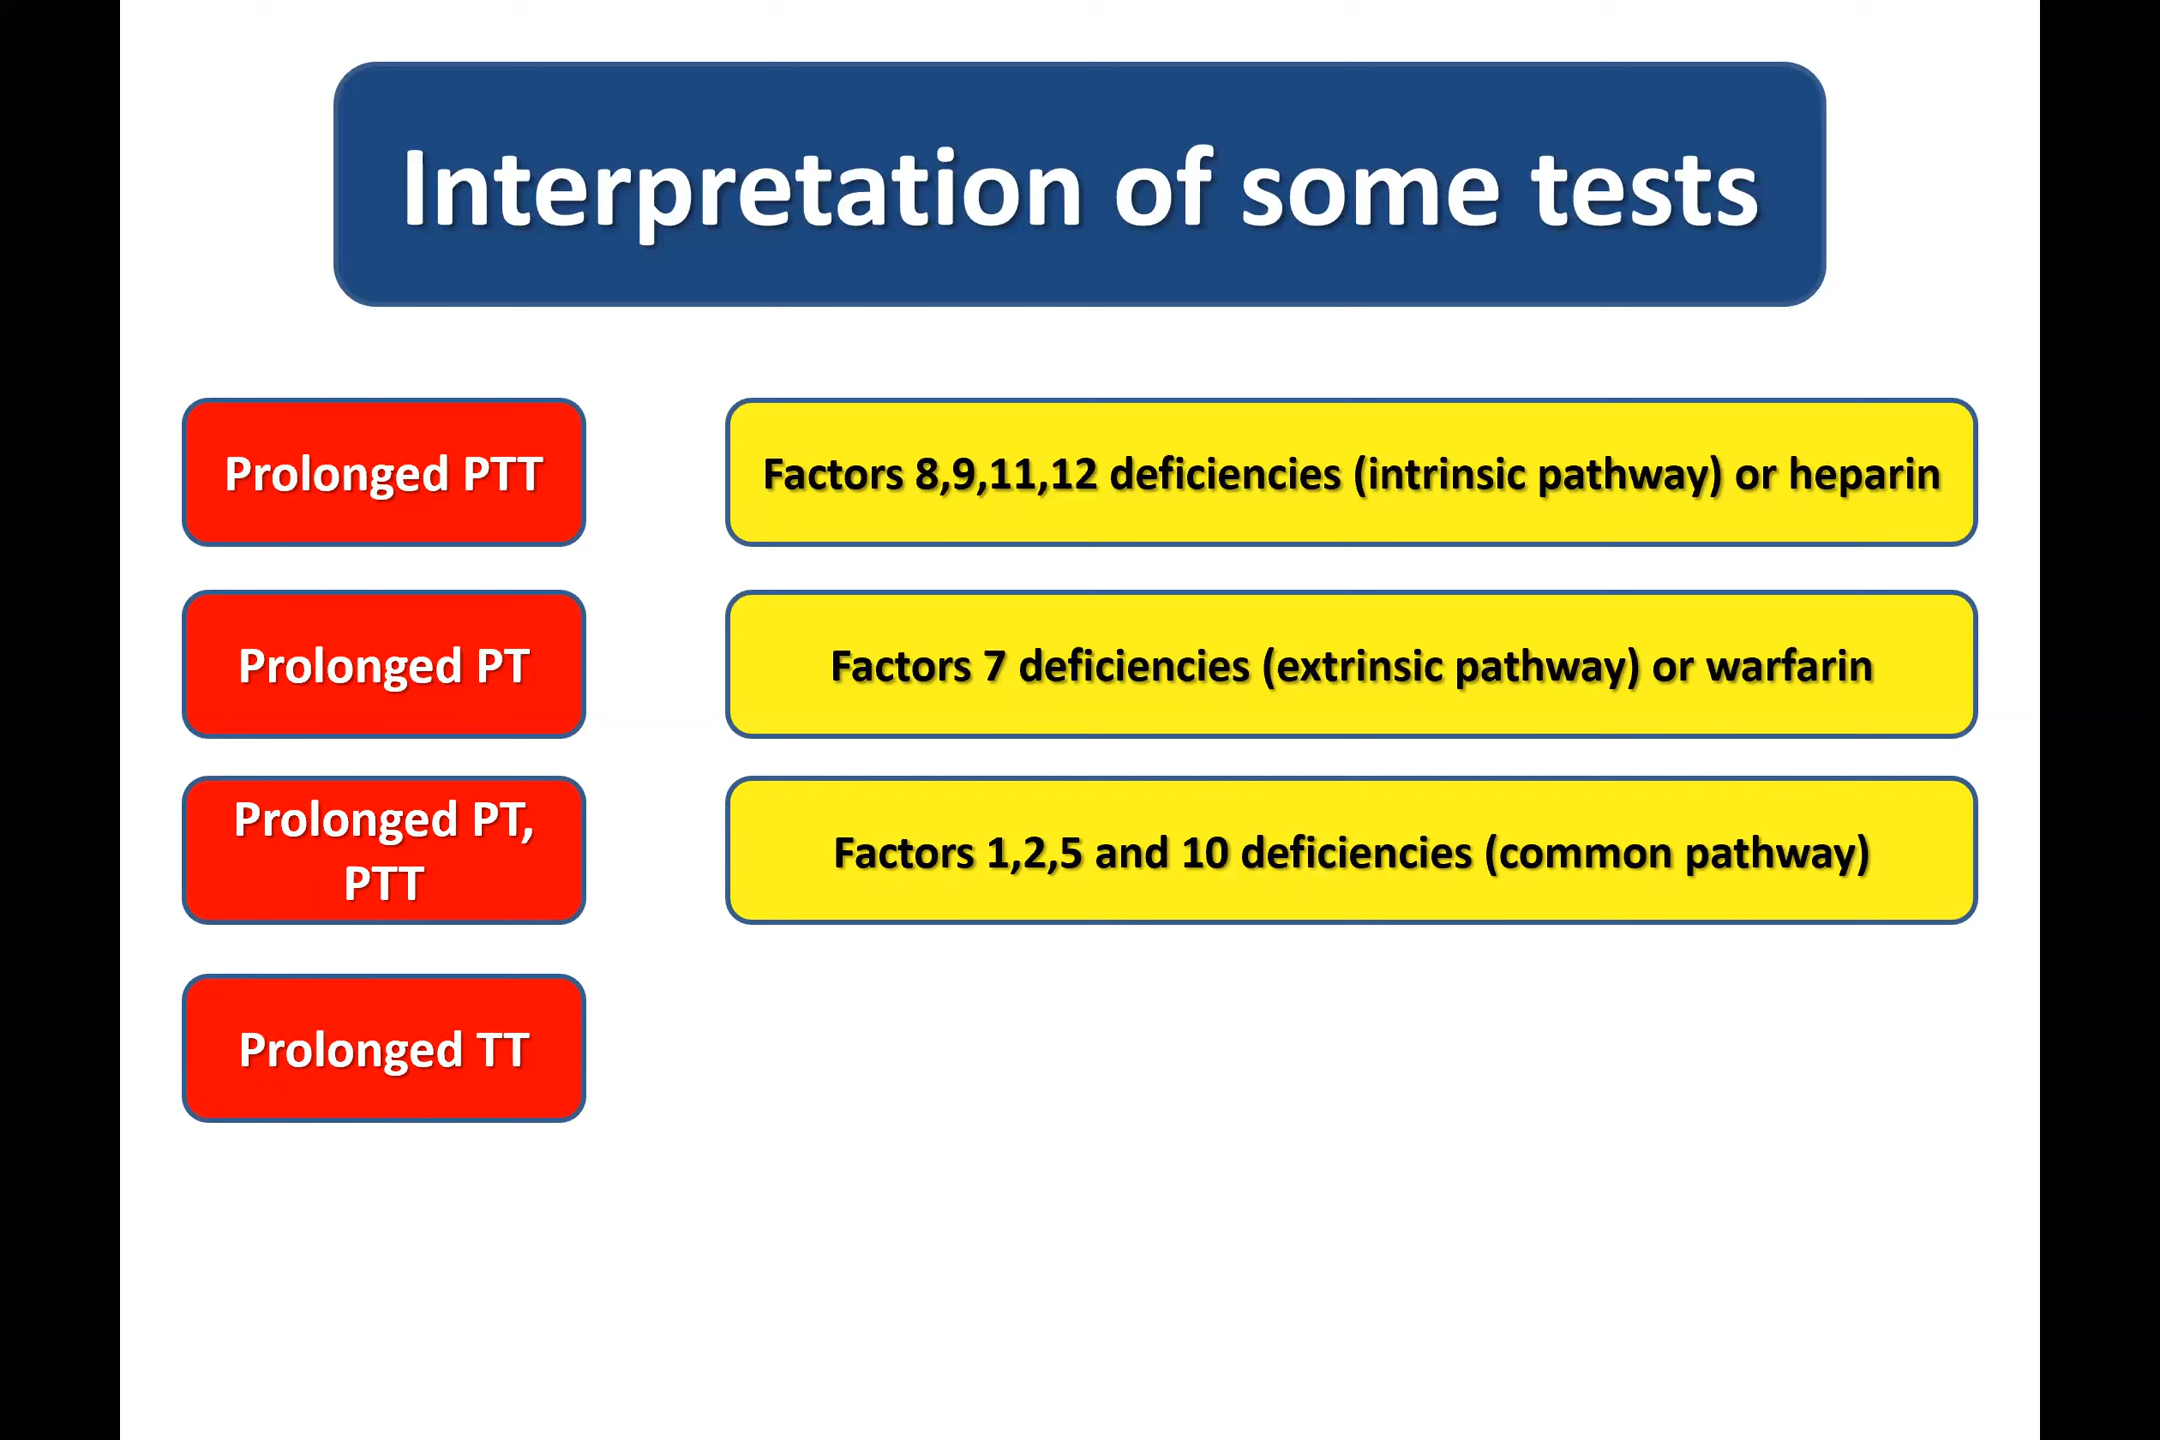 Interpretation of some tests
Prolonged PTT
Factors 8,9,11,12 deficiencies (intrinsic pathway) or heparin
Prolonged PT
Factors 7 deficiencies (extrinsic pathway) or warfarin
Prolonged PT,
PTT
Factors 1,2,5 and 10 deficiencies (common pathway)
Prolonged TT